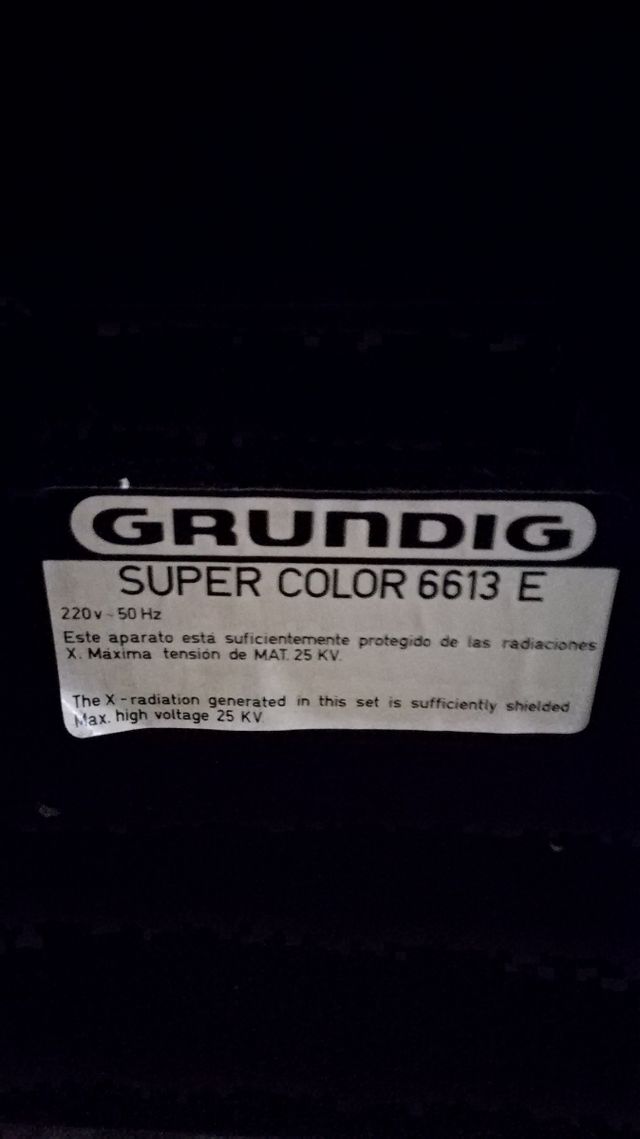 GRUNDIG
SUPER COLOR 6613 E
220v ~ 50 Hz
Este aparato está suficientemente protegido de las radiaciones
X. Máxima tensión de MAT. 25 KV.
The X-radiation generated in this set is sufficiently shielded
Max. high voltage 25 KV